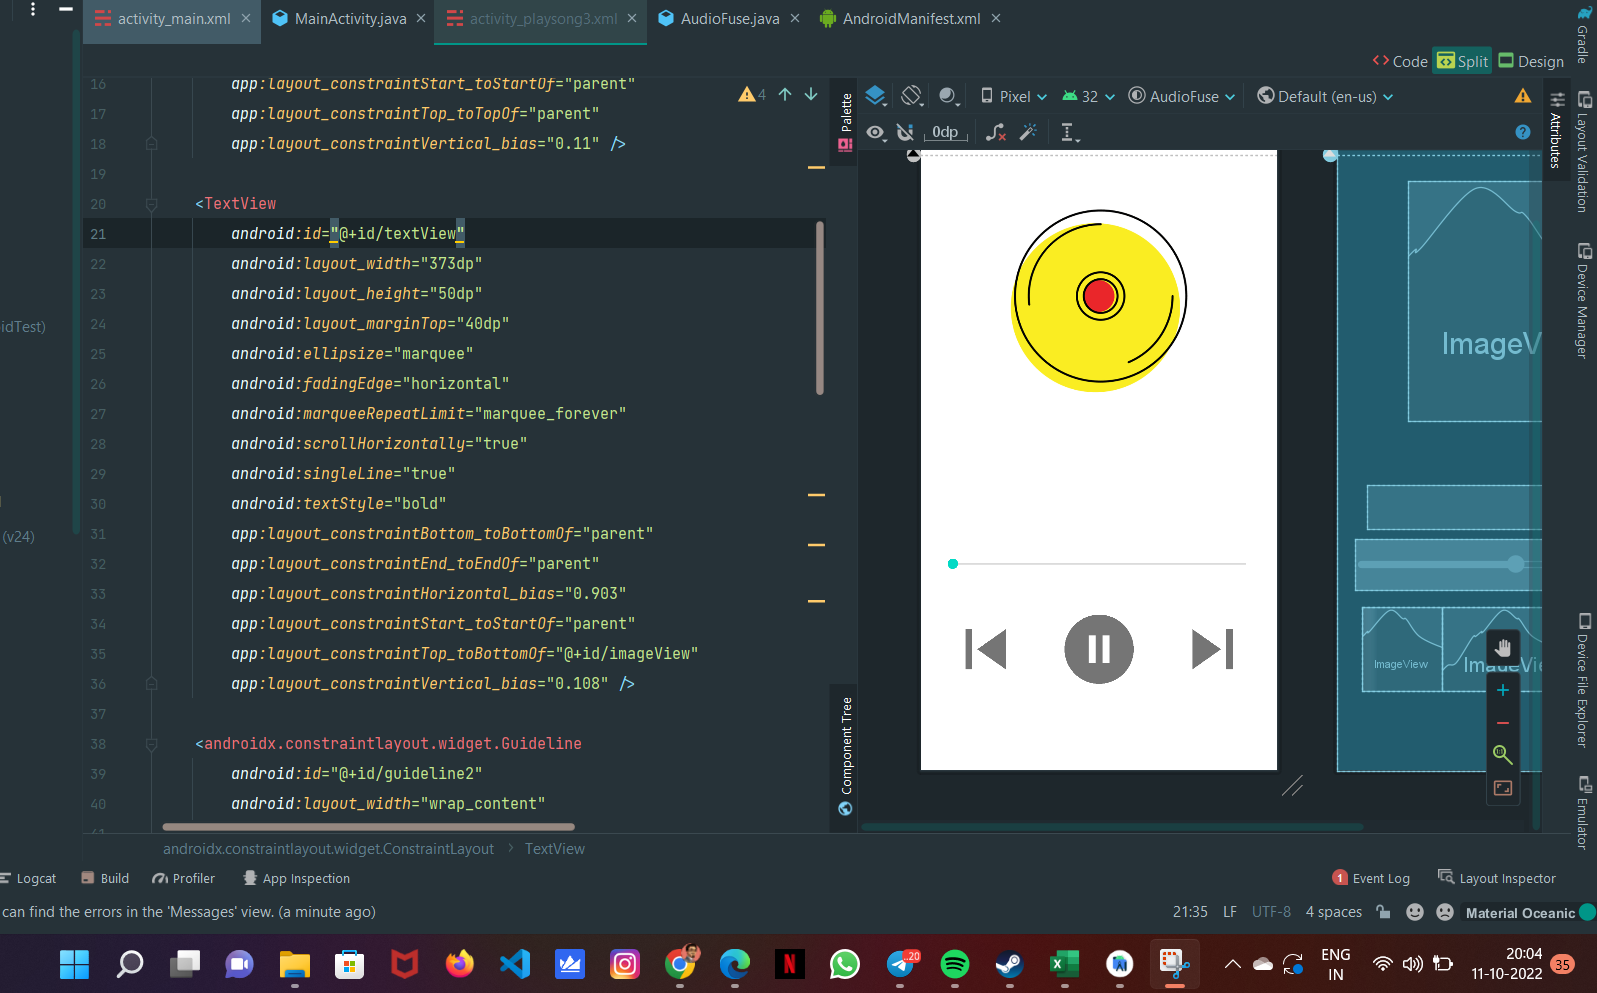 activity_main.xml MainActivity.java activity_playsong3.xml AudioFuse.java AndroidManifest.xml
Code Split Design
Gradle
16 app:layout_constraintStart_toStartOf="parent"
17 app:layout_constraintTop_toTopOf="parent"
18 app:layout_constraintVertical_bias="0.11" />
19
20 <TextView
21 android:id="@+id/textView"
22 android:layout_width="373dp"
23 android:layout_height="50dp"
24 android:layout_marginTop="40dp"
25 android:ellipsize="marquee"
26 android:fadingEdge="horizontal"
27 android:marqueeRepeatLimit="marquee_forever"
28 android:scrollHorizontally="true"
29 android:singleLine="true"
30 android:textStyle="bold"
31 app:layout_constraintBottom_toBottomOf="parent"
32 app:layout_constraintEnd_toEndOf="parent"
33 app:layout_constraintHorizontal_bias="0.903"
34 app:layout_constraintStart_toStartOf="parent"
35 app:layout_constraintTop_toBottomOf="@+id/imageView"
36 app:layout_constraintVertical_bias="0.108" />
37
38 <androidx.constraintlayout.widget.Guideline
39 android:id="@+id/guideline2"
40 android:layout_width="wrap_content"
4
idTest)
(v24)
Palette
Component Tree
Pixel 32 AudioFuse Default (en-us)
0dp
ImageV
ImageView
ImageVie
Attributes
Layout Validation
Device Manager
Device File Explorer
Emulator
androidx.constraintlayout.widget.ConstraintLayout › TextView
Logcat Build Profiler App Inspection
1 Event Log Layout Inspector
can find the errors in the 'Messages' view. (a minute ago)
21:35 LF UTF-8 4 spaces Material Oceanic
..20
ENG
IN
20:04
11-10-2022
35